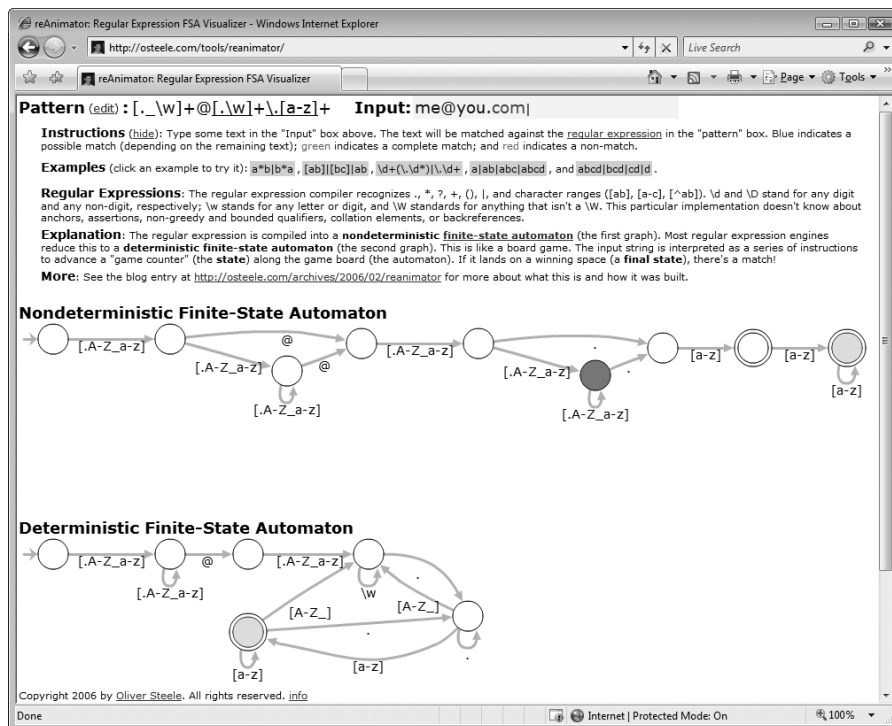 reAnimator: Regular Expression FSA Visualizer - Windows Internet Explorer
http://osteele.com/tools/reanimator/
Live Search
reAnimator: Regular Expression FSA Visualizer
Page
Tools
»
Pattern (edit) : [._\w]+@[.\w]+\.[a-z]+ Input: me@you.com|
Instructions (hide): Type some text in the "Input" box above. The text will be matched against the regular expression in the "pattern" box. Blue indicates a
possible match (depending on the remaining text); green indicates a complete match; and red indicates a non-match.
Examples (click an example to try it): a*b|b*a , [ab]|[bc]|ab , \d+(\.\d*)|\.\d+ , a|ab|abc|abcd , and abcd|bcd|cd|d .
Regular Expressions: The regular expression compiler recognizes ., *, ?, +, (), |, and character ranges ([ab], [a-c], [^ab]). \d and \D stand for any digit
and any non-digit, respectively; \w stands for any letter or digit, and \W standards for anything that isn't a \W. This particular implementation doesn't know about
anchors, assertions, non-greedy and bounded qualifiers, collation elements, or backreferences.
Explanation: The regular expression is compiled into a nondeterministic finite-state automaton (the first graph). Most regular expression engines
reduce this to a deterministic finite-state automaton (the second graph). This is like a board game. The input string is interpreted as a series of instructions
to advance a "game counter" (the state) along the game board (the automaton). If it lands on a winning space (a final state), there's a match!
More: See the blog entry at http://osteele.com/archives/2006/02/reanimator for more about what this is and how it was built.
Nondeterministic Finite-State Automaton
[.A-Z_a-z]
@
[.A-Z_a-z]
@
[.A-Z_a-z]
[.A-Z_a-z]
.
[.A-Z_a-z]
.
[.A-Z_a-z]
[a-z]
[a-z]
[a-z]
Deterministic Finite-State Automaton
[.A-Z_a-z]
@
[.A-Z_a-z]
[.A-Z_a-z]
\w
.
[A-Z_]
[A-Z_]
.
[a-z]
[a-z]
.
Copyright 2006 by Oliver Steele. All rights reserved. info
Done
Internet | Protected Mode: On
100%